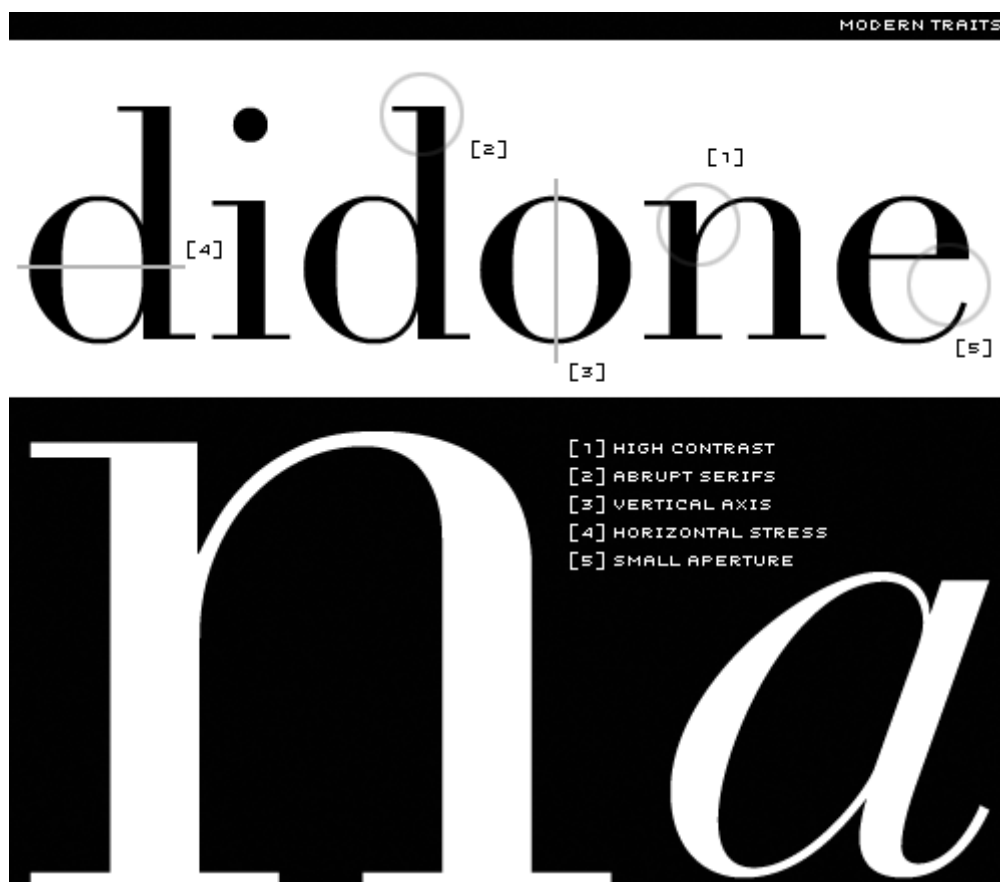 MODERN TRAITS
didone
[2]
[1]
[4]
[5]
[3]
[1] HIGH CONTRAST
[2] ABRUPT SERIFS
[3] VERTICAL AXIS
[4] HORIZONTAL STRESS
[5] SMALL APERTURE
n a